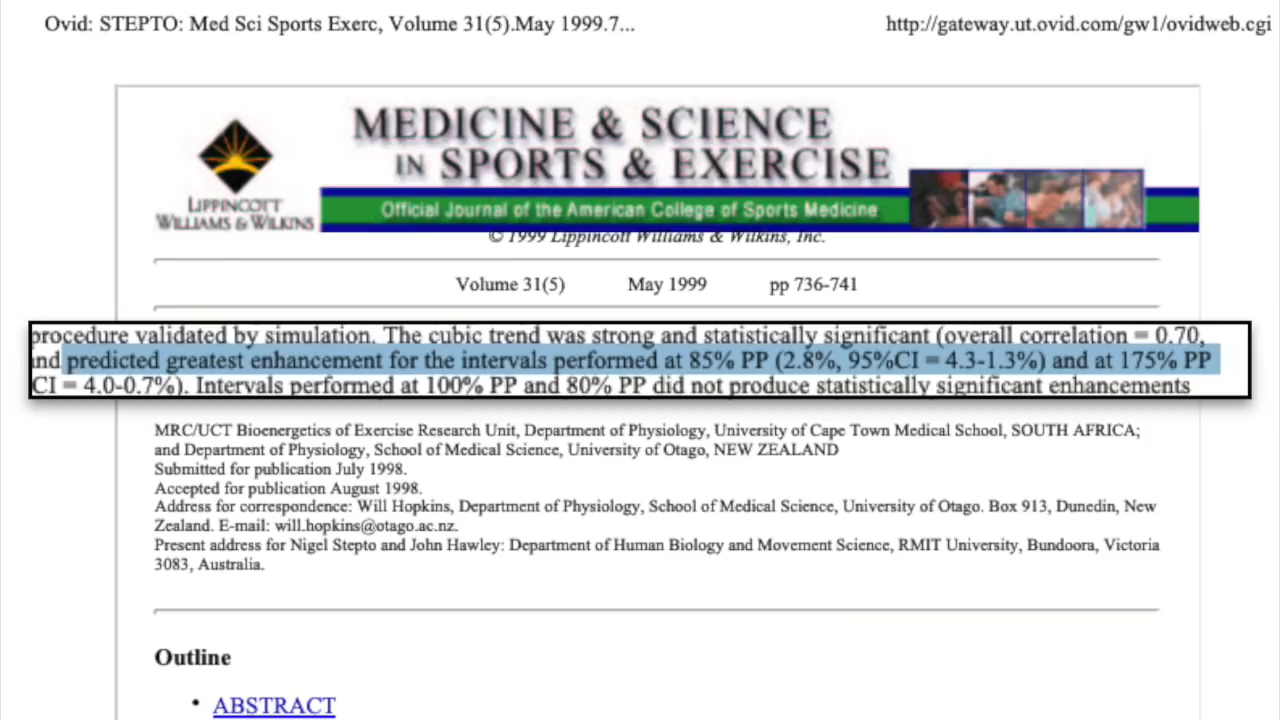 Ovid: STEPTO: Med Sci Sports Exerc, Volume 31(5).May 1999.7...
http://gateway.ut.ovid.com/gw1/ovidweb.cgi
MEDICINE & SCIENCE
IN SPORTS & EXERCISE
LIPPINCOTT
WILLIAMS & WILKINS
Official Journal of the American College of Sports Medicine
© 1999 Lippincott Williams & Wilkins, Inc.
Volume 31(5) May 1999 pp 736-741
procedure validated by simulation. The cubic trend was strong and statistically significant (overall correlation = 0.70,
and predicted greatest enhancement for the intervals performed at 85% PP (2.8%, 95%CI = 4.3-1.3%) and at 175% PP
CI = 4.0-0.7%). Intervals performed at 100% PP and 80% PP did not produce statistically significant enhancements
MRC/UCT Bioenergetics of Exercise Research Unit, Department of Physiology, University of Cape Town Medical School, SOUTH AFRICA;
and Department of Physiology, School of Medical Science, University of Otago, NEW ZEALAND
Submitted for publication July 1998.
Accepted for publication August 1998.
Address for correspondence: Will Hopkins, Department of Physiology, School of Medical Science, University of Otago. Box 913, Dunedin, New
Zealand. E-mail: will.hopkins@otago.ac.nz.
Present address for Nigel Stepto and John Hawley: Department of Human Biology and Movement Science, RMIT University, Bundoora, Victoria
3083, Australia.
Outline
• ABSTRACT